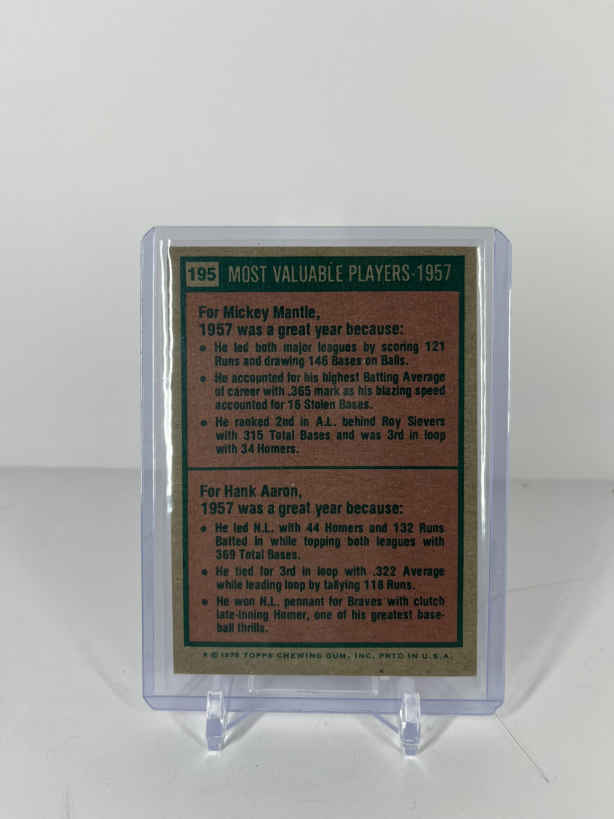 195 MOST VALUABLE PLAYERS-1957
For Mickey Mantle,
1957 was a great year because:
• He led both major leagues by scoring 121
Runs and drawing 146 Bases on Balls.
• He accounted for his highest Batting Average
of career with .365 mark as his blazing speed
accounted for 16 Stolen Bases.
• He ranked 2nd in A.L. behind Roy Sievers
with 315 Total Bases and was 3rd in loop
with 34 Homers.
For Hank Aaron,
1957 was a great year because:
• He led N.L. with 44 Homers and 132 Runs
Batted In while topping both leagues with
369 Total Bases.
• He tied for 3rd in loop with .322 Average
while leading loop by tallying 118 Runs.
• He won N.L. pennant for Braves with clutch
late-inning Homer, one of his greatest base-
ball thrills.
© 1975 TOPPS CHEWING GUM, INC. PRTD IN U.S.A.